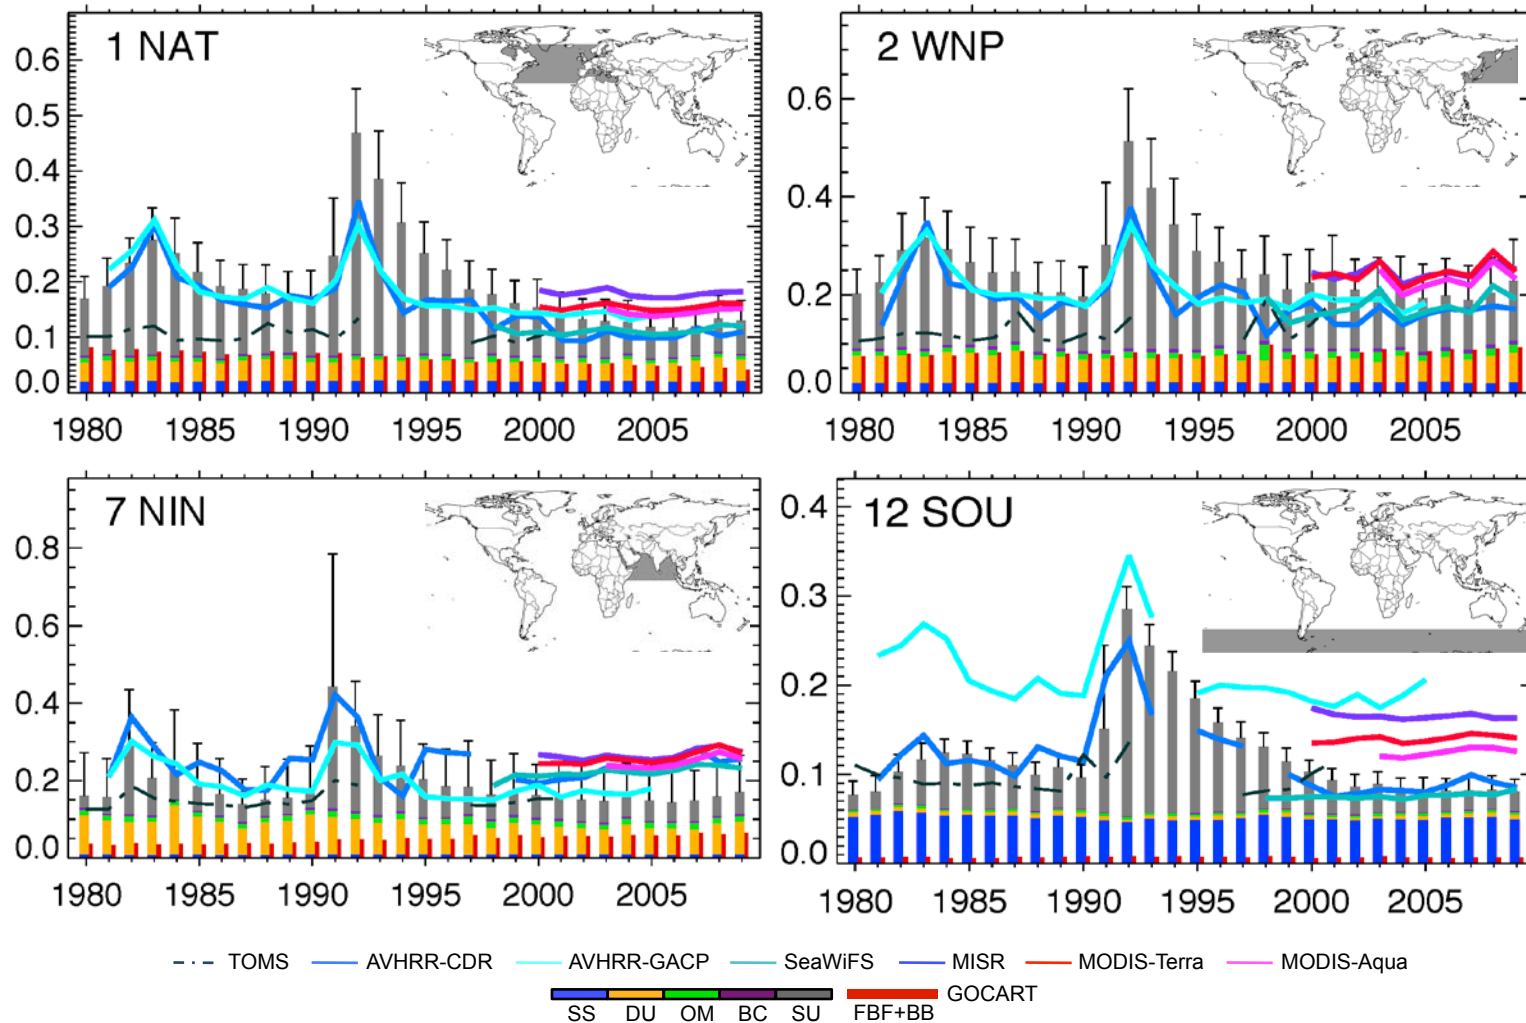 1 NAT
0.6
0.5
0.4
0.3
0.2
0.1
0.0
1980 1985 1990 1995 2000 2005
2 WNP
0.6
0.4
0.2
0.0
1980 1985 1990 1995 2000 2005
7 NIN
0.8
0.6
0.4
0.2
0.0
1980 1985 1990 1995 2000 2005
12 SOU
0.4
0.3
0.2
0.1
0.0
1980 1985 1990 1995 2000 2005
TOMS AVHRR-CDR AVHRR-GACP SeaWiFS MISR MODIS-Terra MODIS-Aqua
GOCART
SS DU OM BC SU FBF+BB